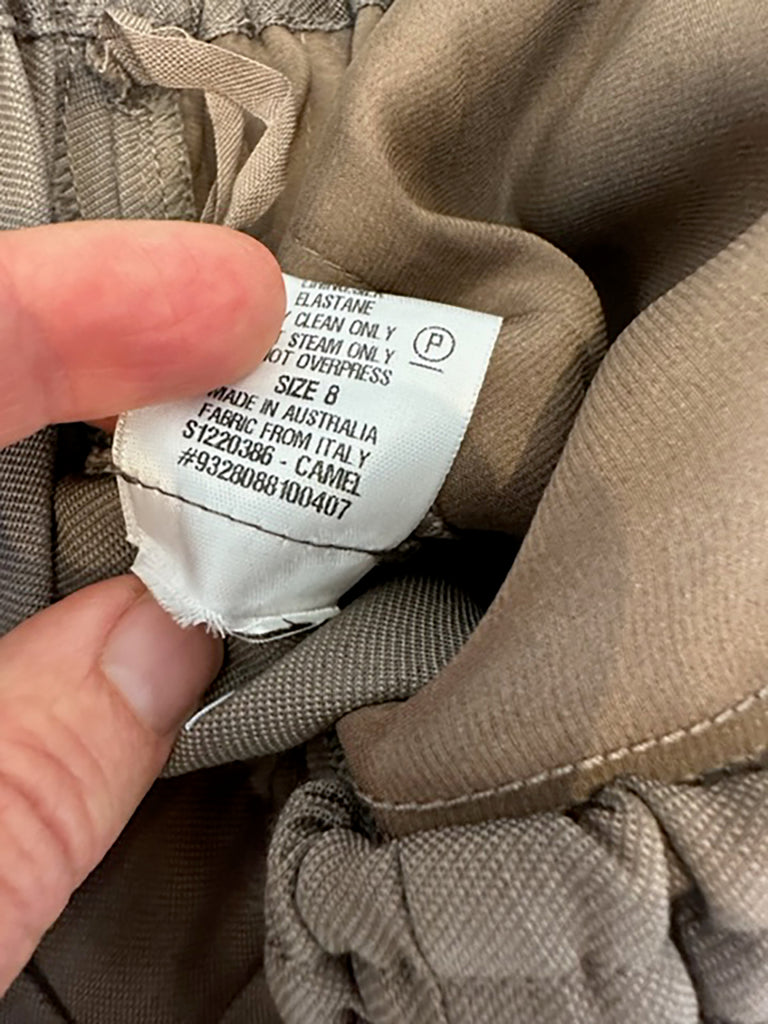 ELASTANE
CLEAN ONLY
STEAM ONLY
NOT OVERPRESS
P
SIZE 8
MADE IN AUSTRALIA
FABRIC FROM ITALY
S1220386 - CAMEL
#9328088100407